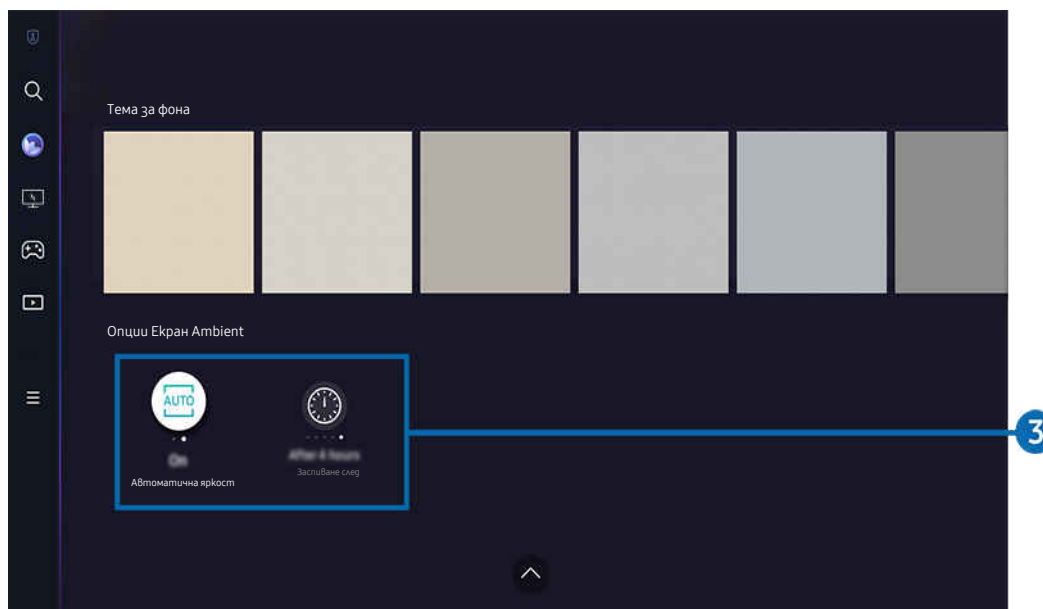 Тема за фона
Опции Екран Ambient
AUTO
On
After 4 hours
Автоматична яркост
Заспиване след
3